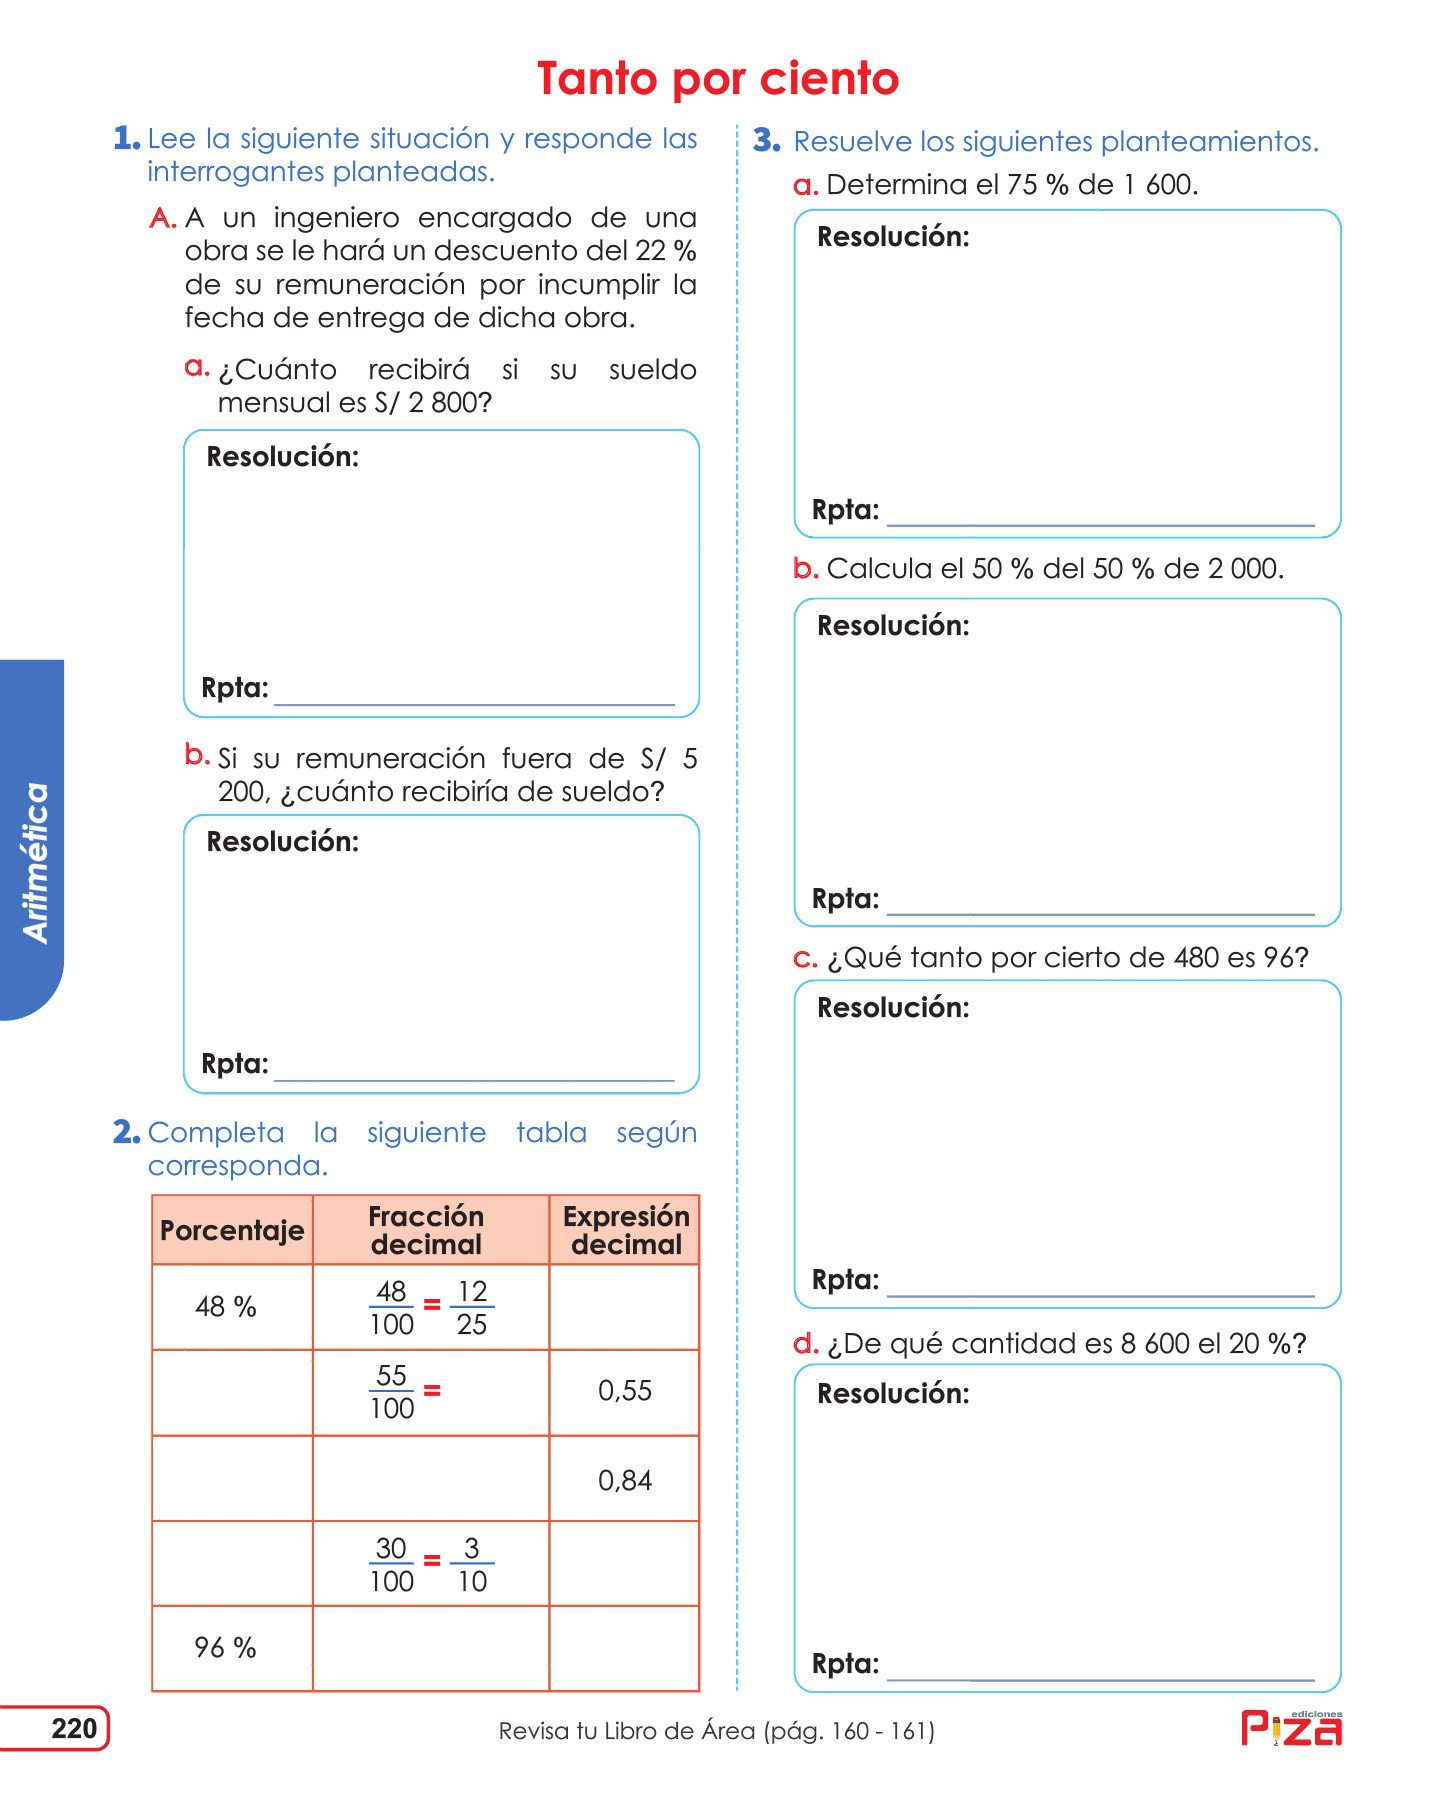 Tanto por ciento
1. Lee la siguiente situación y responde las
interrogantes planteadas.
A. A un ingeniero encargado de una
obra se le hará un descuento del 22 %
de su remuneración por incumplir la
fecha de entrega de dicha obra.
a. ¿Cuánto recibirá si su sueldo
mensual es S/ 2 800?
Resolución:
Rpta:
b. Si su remuneración fuera de S/ 5
200, ¿cuánto recibiría de sueldo?
Resolución:
Rpta:
2. Completa la siguiente tabla según
corresponda.
Porcentaje Fracción decimal Expresión decimal
48 % 48/100 = 12/25
55/100 = 0,55
0,84
30/100 = 3/10
96 %
3. Resuelve los siguientes planteamientos.
a. Determina el 75 % de 1 600.
Resolución:
Rpta:
b. Calcula el 50 % del 50 % de 2 000.
Resolución:
Rpta:
c. ¿Qué tanto por cierto de 480 es 96?
Resolución:
Rpta:
d. ¿De qué cantidad es 8 600 el 20 %?
Resolución:
Rpta:
Aritmética
220
Revisa tu Libro de Área (pág. 160 - 161)
ediciones
Piza